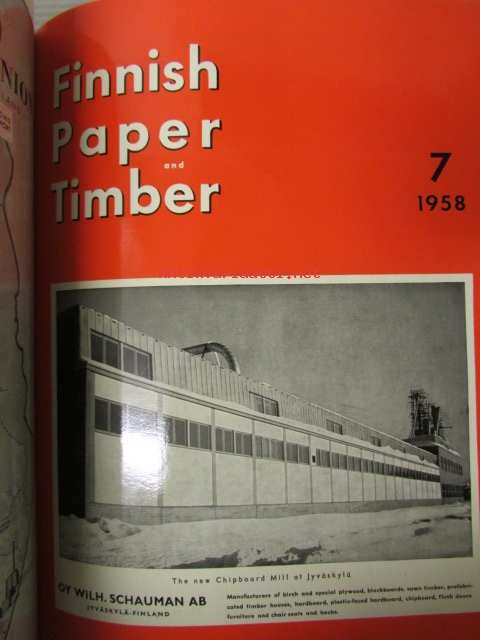 Finnish
Paper
and
Timber
7
1958
The new Chipboard Mill at Jyväskylä
OY WILH. SCHAUMAN AB
JYVÄSKYLÄ-FINLAND
Manufacturers of birch and special plywood, blockboards, sawn timber, prefabri-
cated timber houses, hardboard, plastic-faced hardboard, chipboard, flush doors
furniture and chair seats and backs.